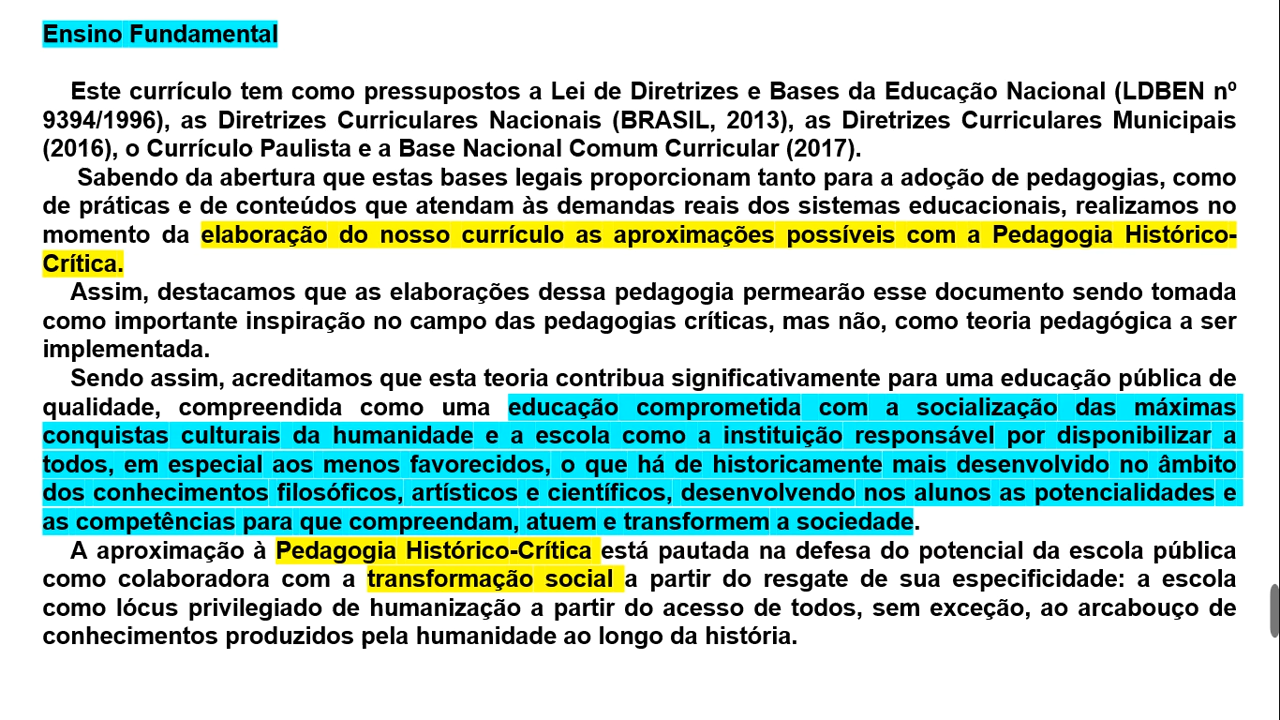 Ensino Fundamental
Este currículo tem como pressupostos a Lei de Diretrizes e Bases da Educação Nacional (LDBEN nº
9394/1996), as Diretrizes Curriculares Nacionais (BRASIL, 2013), as Diretrizes Curriculares Municipais
(2016), o Currículo Paulista e a Base Nacional Comum Curricular (2017).
Sabendo da abertura que estas bases legais proporcionam tanto para a adoção de pedagogias, como
de práticas e de conteúdos que atendam às demandas reais dos sistemas educacionais, realizamos no
momento da elaboração do nosso currículo as aproximações possíveis com a Pedagogia Histórico-
Crítica.
Assim, destacamos que as elaborações dessa pedagogia permearão esse documento sendo tomada
como importante inspiração no campo das pedagogias críticas, mas não, como teoria pedagógica a ser
implementada.
Sendo assim, acreditamos que esta teoria contribua significativamente para uma educação pública de
qualidade, compreendida como uma educação comprometida com a socialização das máximas
conquistas culturais da humanidade e a escola como a instituição responsável por disponibilizar a
todos, em especial aos menos favorecidos, o que há de historicamente mais desenvolvido no âmbito
dos conhecimentos filosóficos, artísticos e científicos, desenvolvendo nos alunos as potencialidades e
as competências para que compreendam, atuem e transformem a sociedade.
A aproximação à Pedagogia Histórico-Crítica está pautada na defesa do potencial da escola pública
como colaboradora com a transformação social a partir do resgate de sua especificidade: a escola
como lócus privilegiado de humanização a partir do acesso de todos, sem exceção, ao arcabouço de
conhecimentos produzidos pela humanidade ao longo da história.